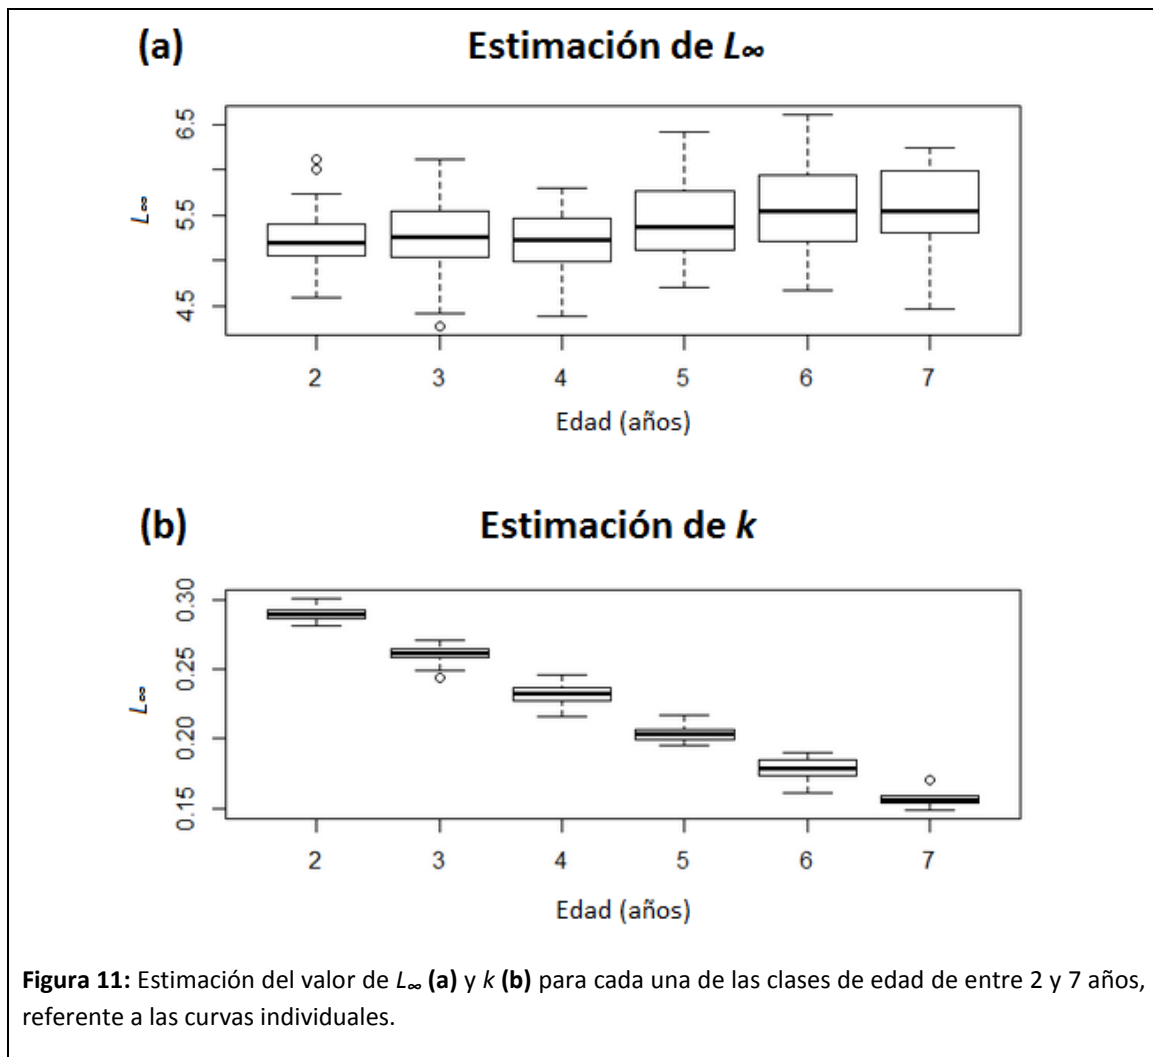 (a) Estimación de L∞
6.5
5.5
4.5
L∞
2 3 4 5 6 7
Edad (años)
(b) Estimación de k
0.30
0.25
0.20
0.15
L∞
2 3 4 5 6 7
Edad (años)
Figura 11: Estimación del valor de L∞ (a) y k (b) para cada una de las clases de edad de entre 2 y 7 años,
referente a las curvas individuales.